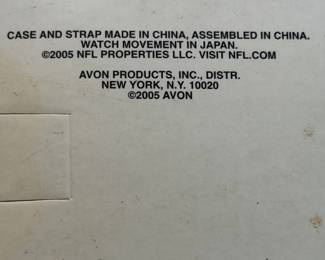 CASE AND STRAP MADE IN CHINA, ASSEMBLED IN CHINA.
WATCH MOVEMENT IN JAPAN.
©2005 NFL PROPERTIES LLC. VISIT NFL.COM
AVON PRODUCTS, INC., DISTR.
NEW YORK, N.Y. 10020
©2005 AVON